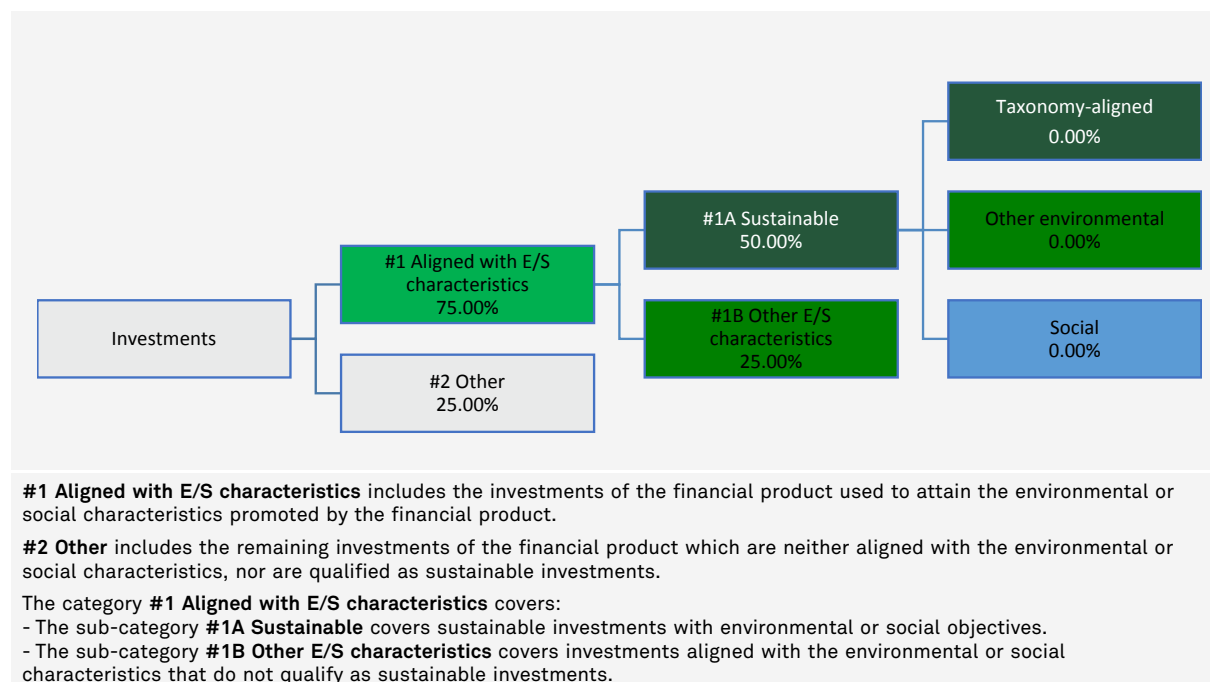 Investments
#1 Aligned with E/S
characteristics
75.00%
#2 Other
25.00%
#1A Sustainable
50.00%
#1B Other E/S
characteristics
25.00%
Taxonomy-aligned
0.00%
Other environmental
0.00%
Social
0.00%
#1 Aligned with E/S characteristics includes the investments of the financial product used to attain the environmental or
social characteristics promoted by the financial product.
#2 Other includes the remaining investments of the financial product which are neither aligned with the environmental or
social characteristics, nor are qualified as sustainable investments.
The category #1 Aligned with E/S characteristics covers:
- The sub-category #1A Sustainable covers sustainable investments with environmental or social objectives.
- The sub-category #1B Other E/S characteristics covers investments aligned with the environmental or social
characteristics that do not qualify as sustainable investments.